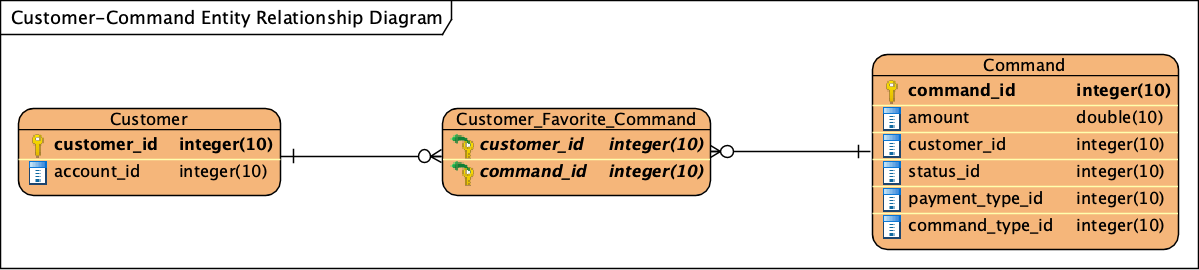 Customer-Command Entity Relationship Diagram
Customer
customer_id integer(10)
account_id integer(10)
Customer_Favorite_Command
customer_id integer(10)
command_id integer(10)
Command
command_id integer(10)
amount double(10)
customer_id integer(10)
status_id integer(10)
payment_type_id integer(10)
command_type_id integer(10)